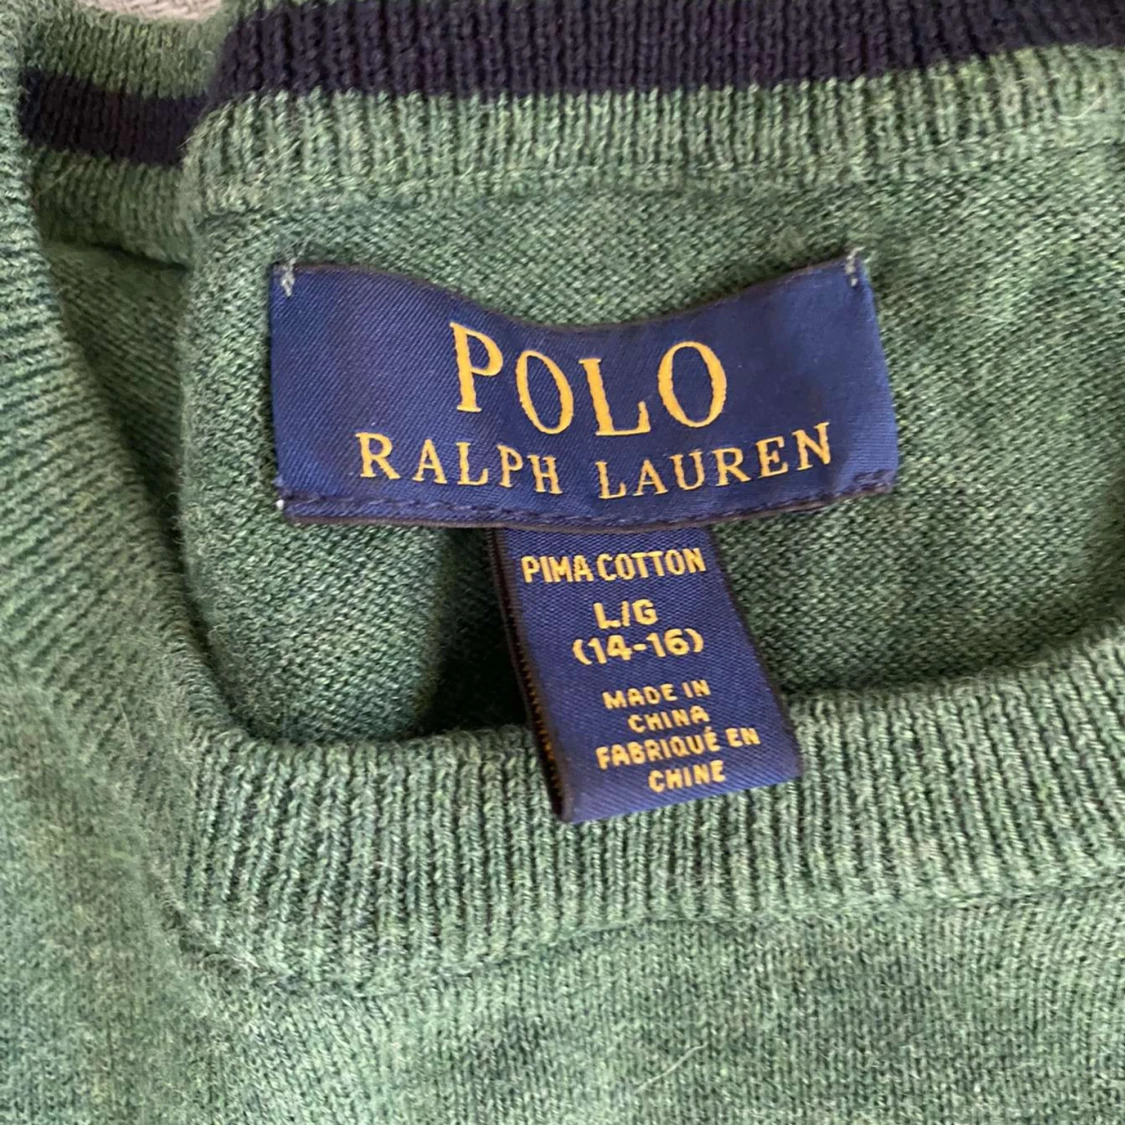 POLO
RALPH LAUREN
PIMA COTTON
L/G
(14-16)
MADE IN
CHINA
FABRIQUÉ EN
CHINE